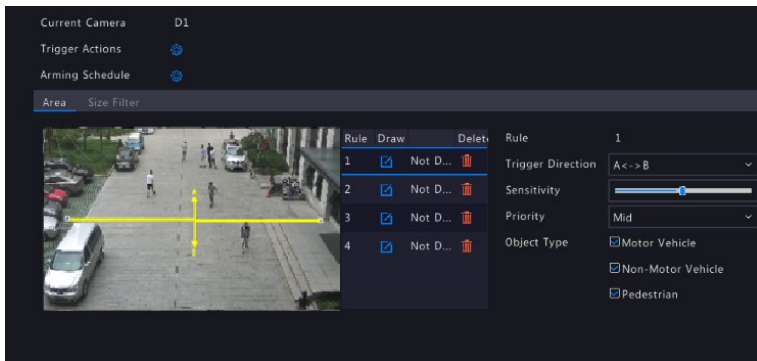 Current Camera D1
Trigger Actions
Arming Schedule
Area Size Filter
Rule Draw Delete
1 Not D...
2 Not D...
3 Not D...
4 Not D...
Rule 1
Trigger Direction A<->B
Sensitivity
Priority Mid
Object Type Motor Vehicle
Non-Motor Vehicle
Pedestrian